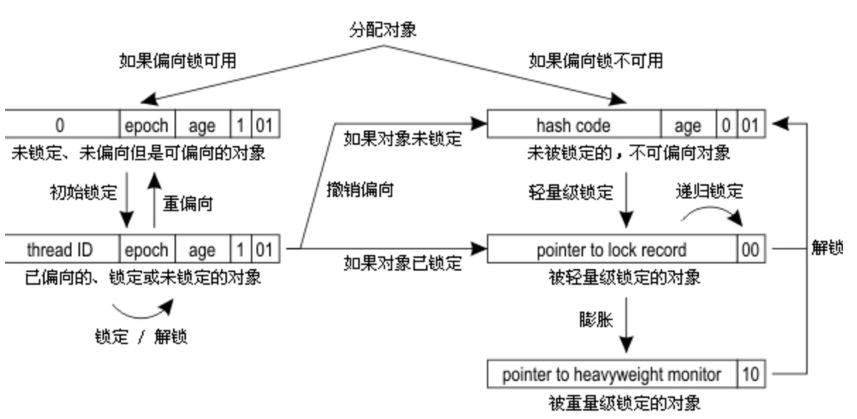 分配对象
如果偏向锁可用
如果偏向锁不可用
0 epoch age 1 01
hash code age 0 01
未锁定、未偏向但是可偏向的对象
如果对象未锁定
未被锁定的，不可偏向对象
初始锁定
重偏向
撤销偏向
轻量级锁定
递归锁定
thread ID epoch age 1 01
pointer to lock record 00
解锁
已偏向的、锁定或未锁定的对象
如果对象已锁定
被轻量级锁定的对象
锁定 / 解锁
膨胀
pointer to heavyweight monitor 10
被重量级锁定的对象